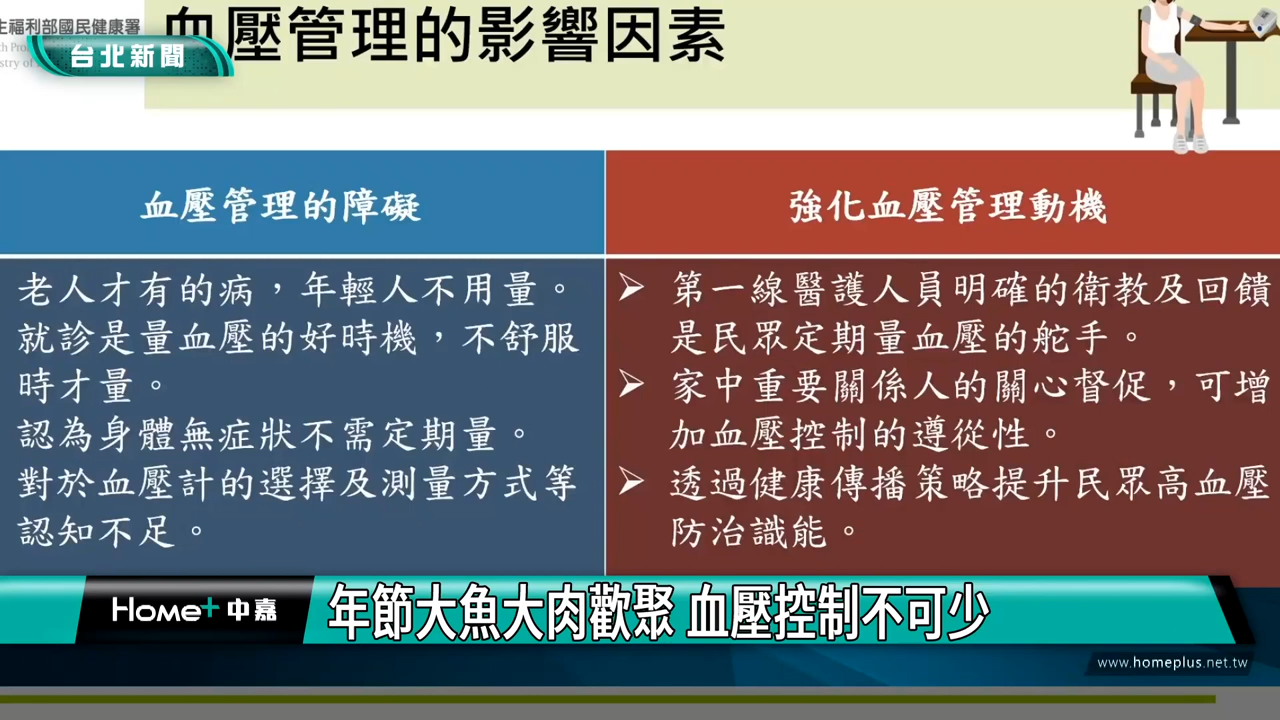 生福利部國民健康署
台北新聞
血壓管理的影響因素
血壓管理的障礙
老人才有的病，年輕人不用量。
就診是量血壓的好時機，不舒服
時才量。
認為身體無症狀不需定期量。
對於血壓計的選擇及測量方式等
認知不足。
強化血壓管理動機
➢ 第一線醫護人員明確的衛教及回饋
是民眾定期量血壓的舵手。
➢ 家中重要關係人的關心督促，可增
加血壓控制的遵從性。
➢ 透過健康傳播策略提升民眾高血壓
防治識能。
Home+中嘉
年節大魚大肉歡聚 血壓控制不可少
www.homeplus.net.tw